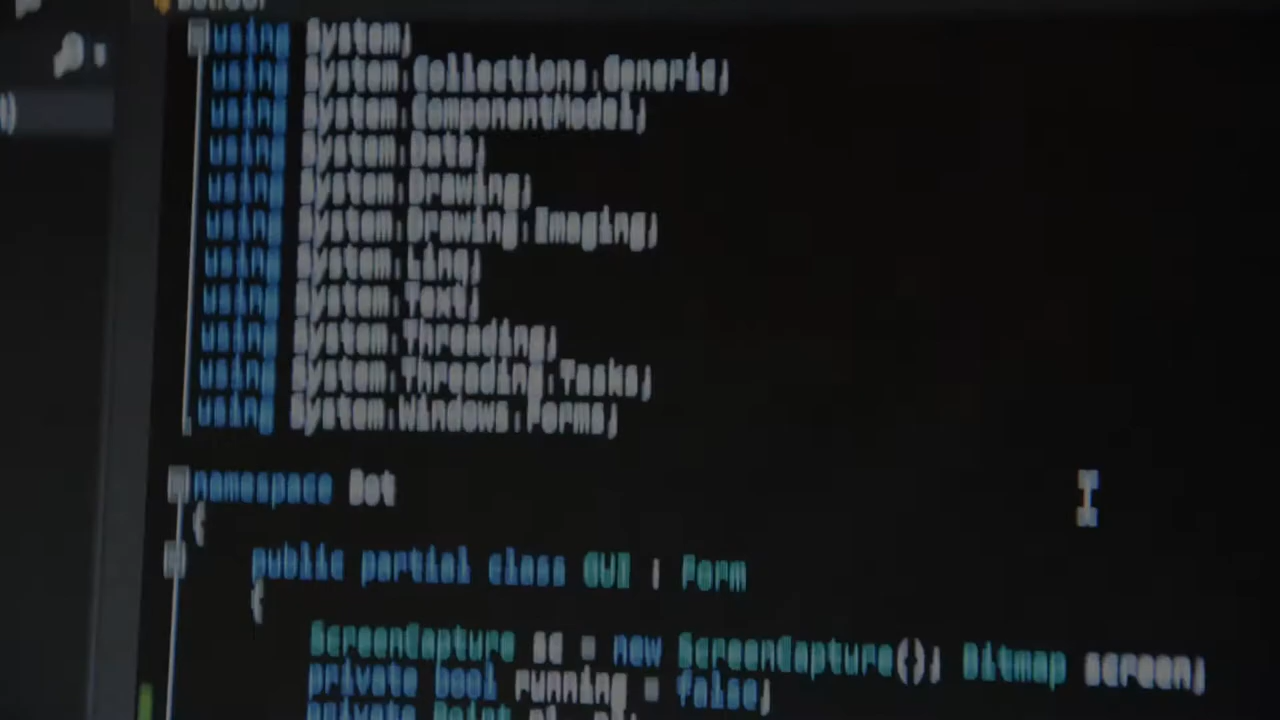 using System;
using System.Collections.Generic;
using System.ComponentModel;
using System.Data;
using System.Drawing;
using System.Drawing.Imaging;
using System.Linq;
using System.Text;
using System.Threading;
using System.Threading.Tasks;
using System.Windows.Forms;
namespace Bot
{
public partial class GUI : Form
{
ScreenCapture sc = new ScreenCapture(); Bitmap screen;
private bool running = false;
private Point